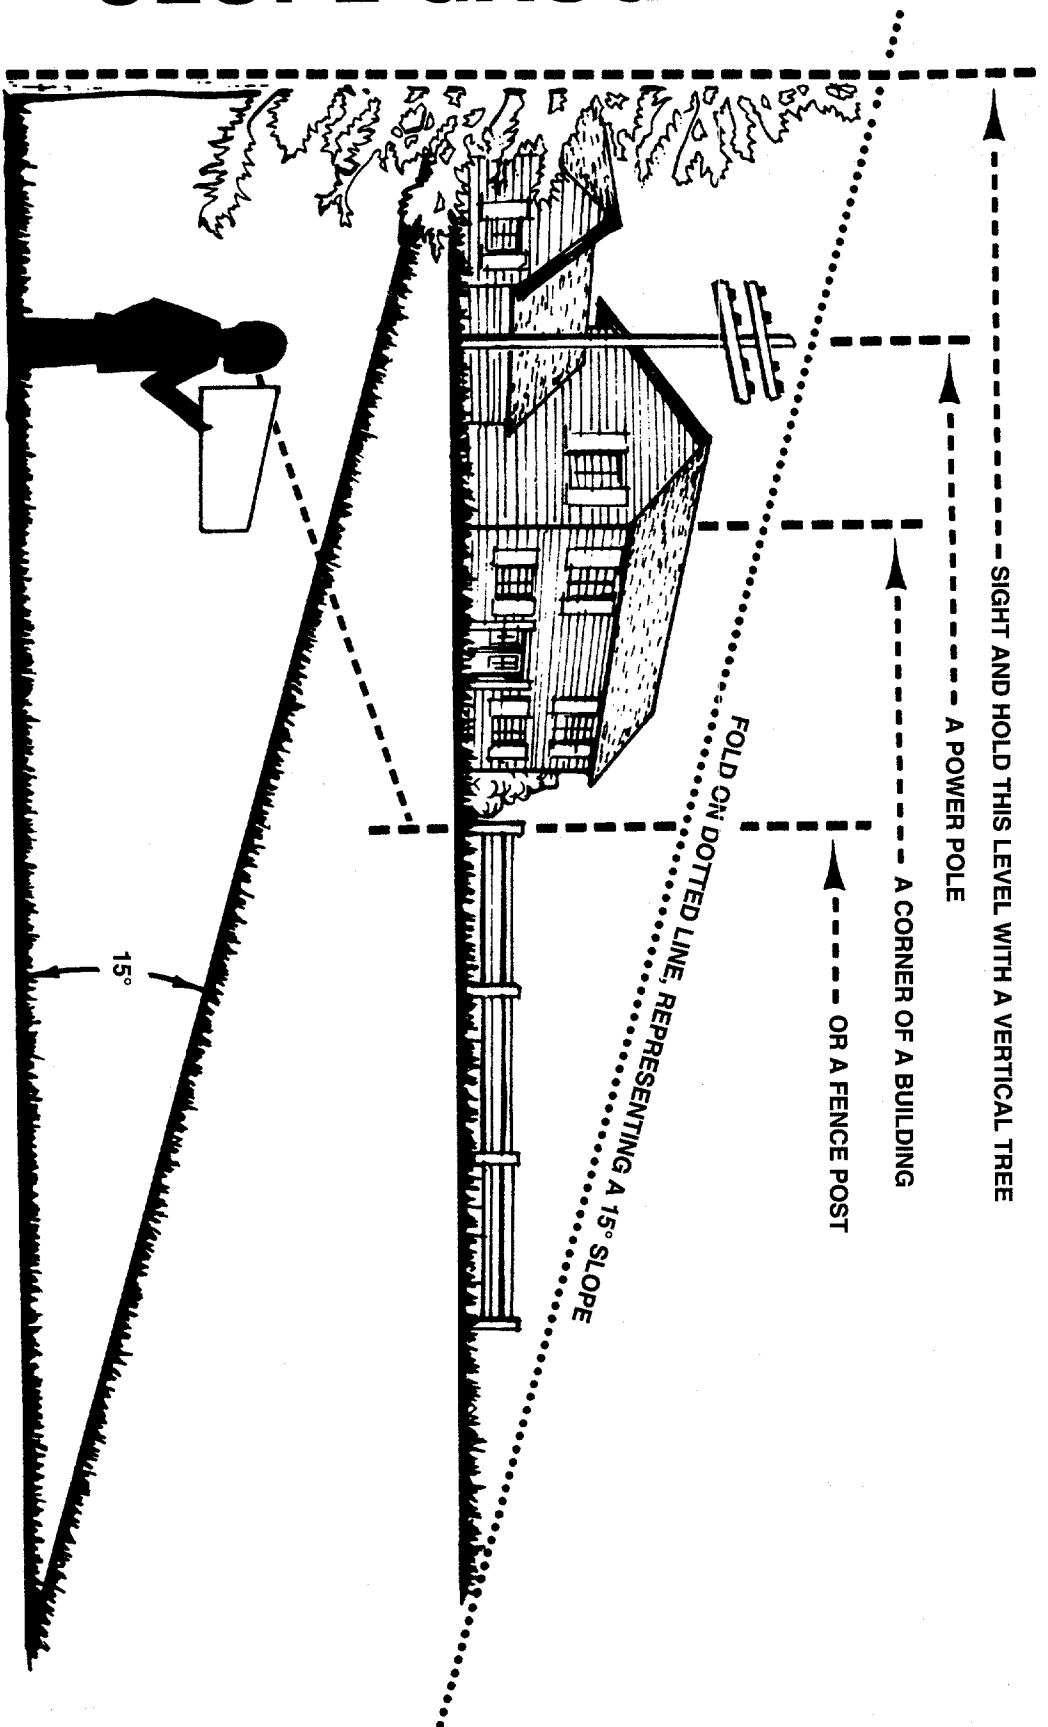 SIGHT AND HOLD THIS LEVEL WITH A VERTICAL TREE
A POWER POLE
A CORNER OF A BUILDING
OR A FENCE POST
FOLD ON DOTTED LINE, REPRESENTING A 15° SLOPE
15°